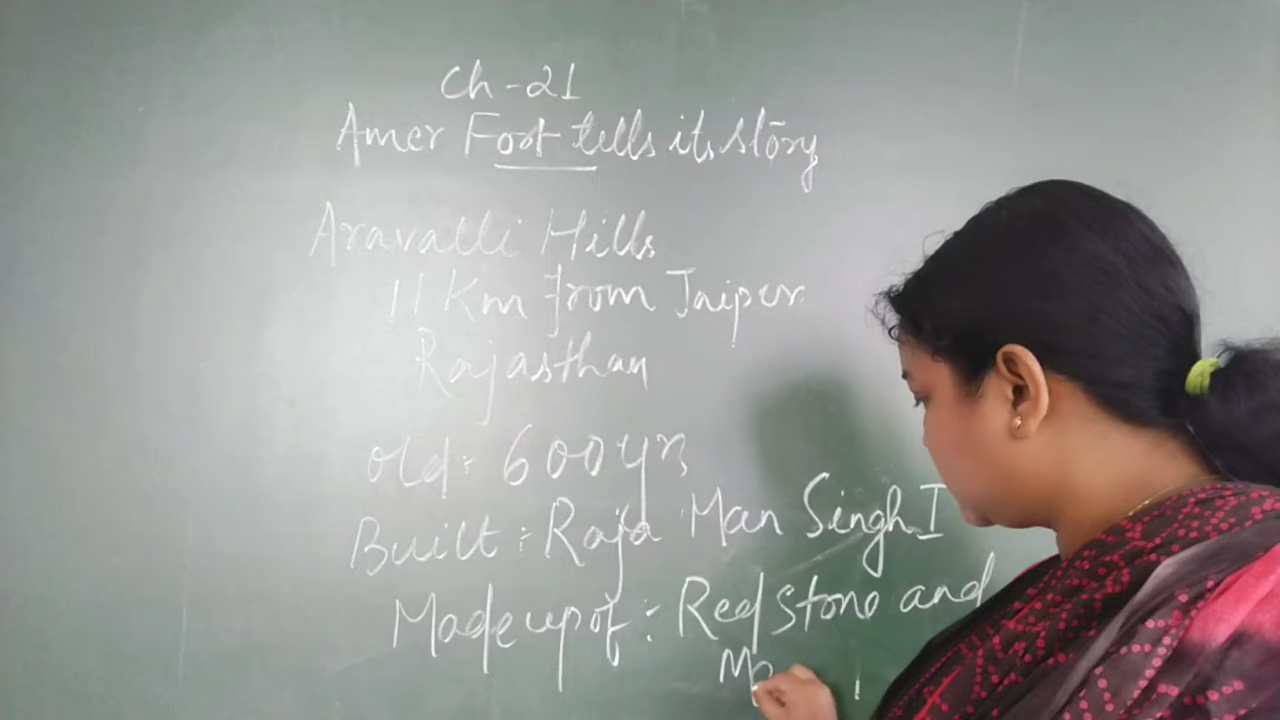 Ch-21
Amer Fort tells its story
Aravalli Hills
11 Km from Jaipur
Rajasthan
Old: 600 yrs
Built: Raja Man Singh I
Made up of: Red stone and